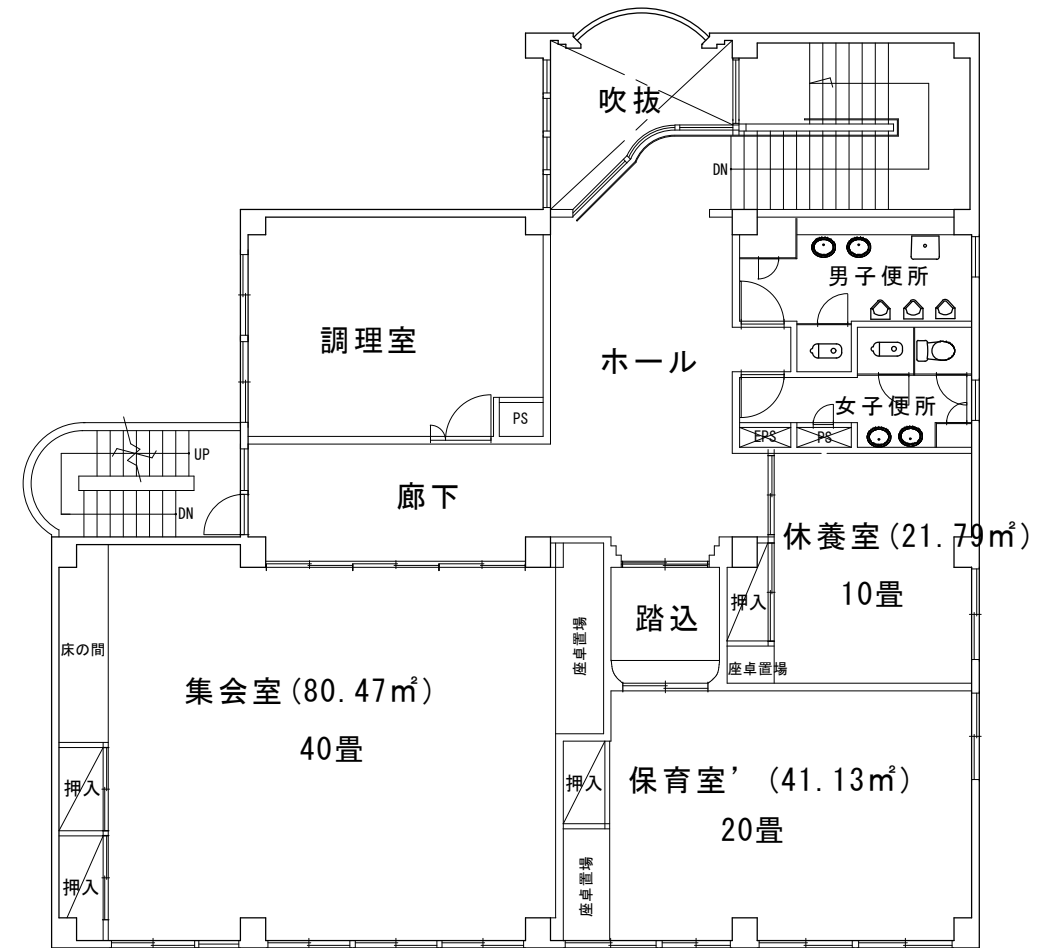 吹抜
DN
男子便所
調理室
ホール
PS
女子便所
EPS
PS
UP
DN
廊下
休養室(21.79㎡)
10畳
押入
踏込
座卓置場
床の間
座卓置場
集会室(80.47㎡)
40畳
押入
押入
保育室’(41.13㎡)
20畳
押入
座卓置場